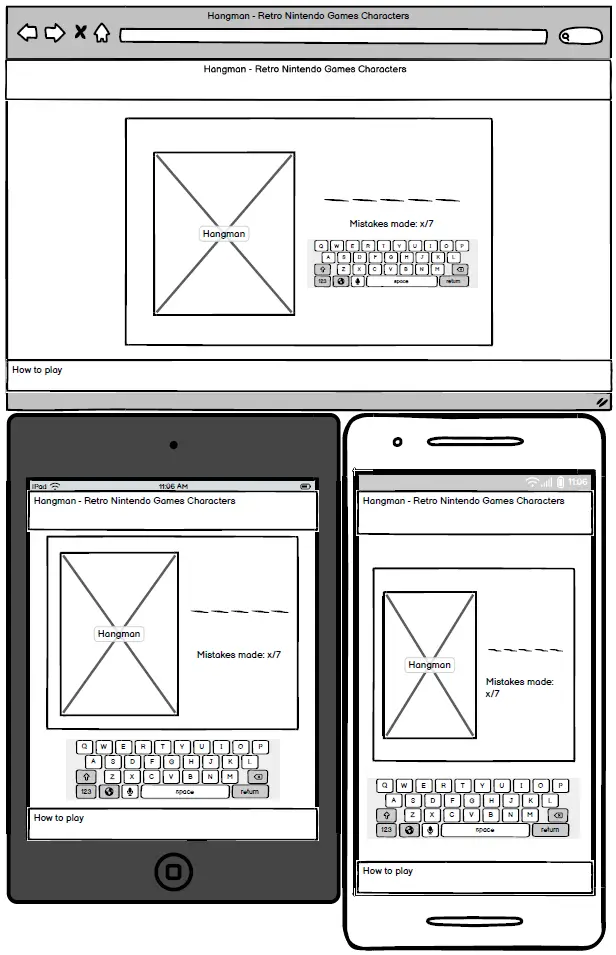 Hangman - Retro Nintendo Games Characters
Hangman - Retro Nintendo Games Characters
Hangman
Mistakes made: x/7
Q W E R T Y U I O P
A S D F G H J K L
Z X C V B N M
123 space return
How to play
iPad 11:06 AM
Hangman - Retro Nintendo Games Characters
Hangman
Mistakes made: x/7
Q W E R T Y U I O P
A S D F G H J K L
Z X C V B N M
123 space return
How to play
11:06
Hangman - Retro Nintendo Games Characters
Hangman
Mistakes made:
x/7
Q W E R T Y U I O P
A S D F G H J K L
Z X C V B N M
123 space return
How to play